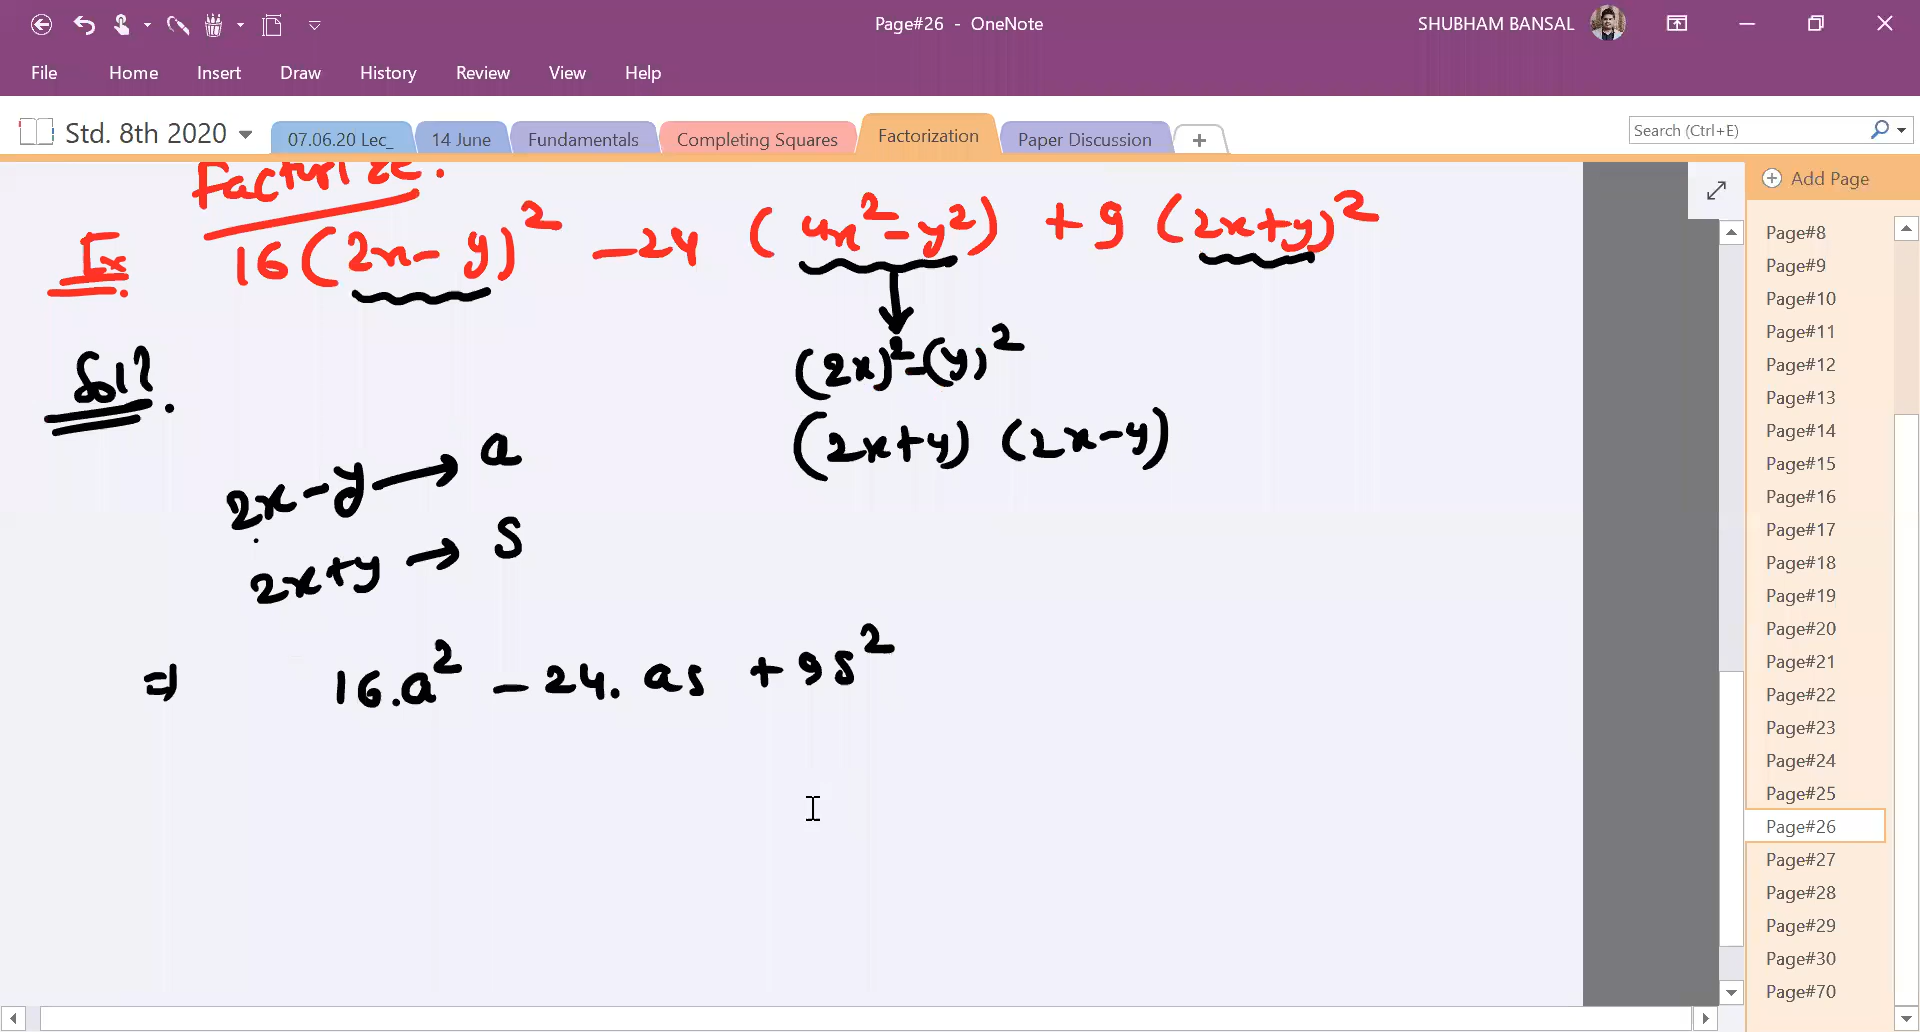 Page#26 - OneNote
SHUBHAM BANSAL
File Home Insert Draw History Review View Help
Std. 8th 2020
07.06.20 Lec_
14 June
Fundamentals
Completing Squares
Factorization
Paper Discussion
+
Search (Ctrl+E)
Factorize.
Ex 16(2x-y)² -24 (4x²-y²) +9 (2x+y)²
(2x)²-(y)²
Solⁿ.
(2x+y) (2x-y)
2x-y → a
2x+y → s
⇒ 16.a² - 24. as + 9s²
Add Page
Page#8
Page#9
Page#10
Page#11
Page#12
Page#13
Page#14
Page#15
Page#16
Page#17
Page#18
Page#19
Page#20
Page#21
Page#22
Page#23
Page#24
Page#25
Page#26
Page#27
Page#28
Page#29
Page#30
Page#70